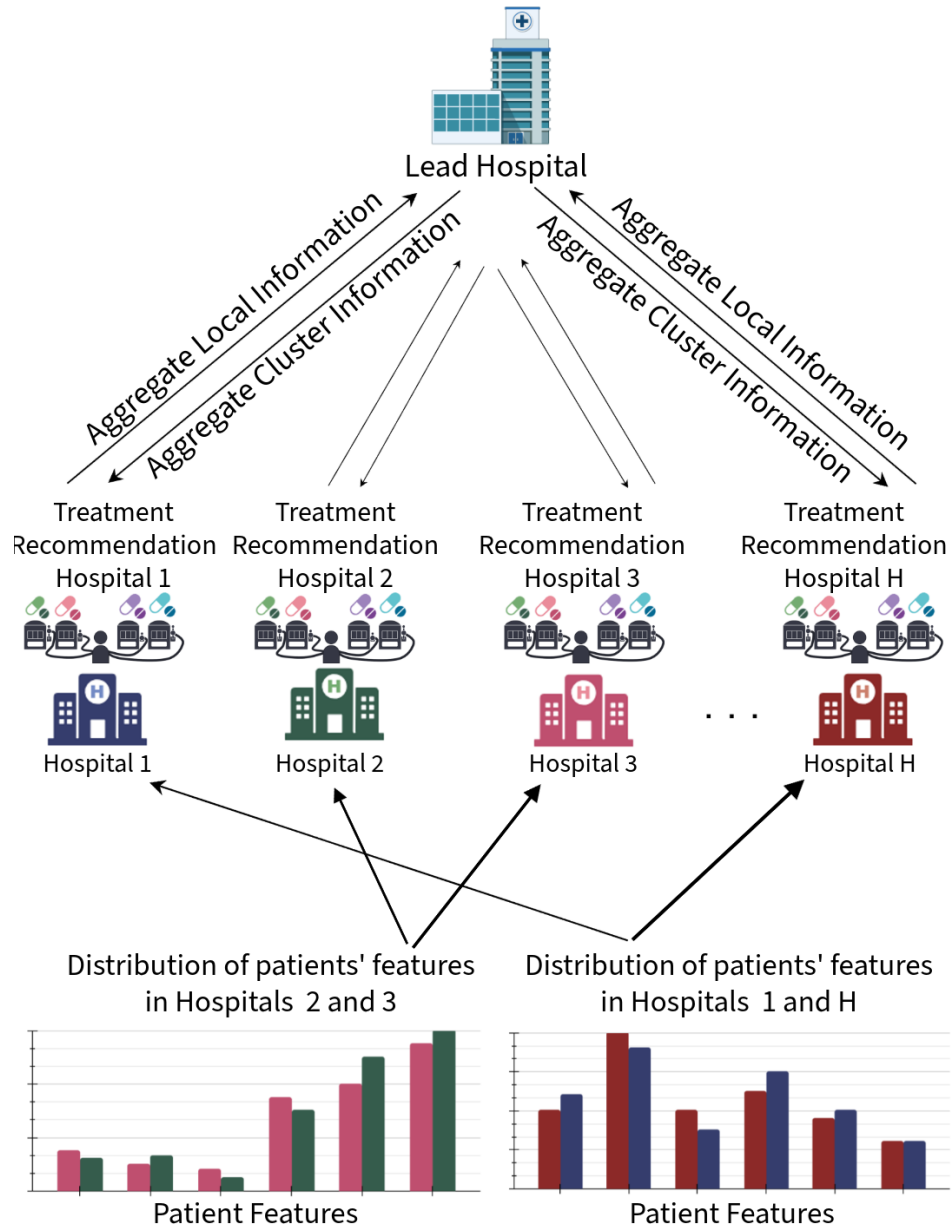 Lead Hospital
Aggregate Local Information
Aggregate Cluster Information
Aggregate Cluster Information
Aggregate Local Information
Treatment
Recommendation
Hospital 1
Treatment
Recommendation
Hospital 2
Treatment
Recommendation
Hospital 3
Treatment
Recommendation
Hospital H
H
H
H
H
. . .
Hospital 1
Hospital 2
Hospital 3
Hospital H
Distribution of patients' features
in Hospitals 2 and 3
Distribution of patients' features
in Hospitals 1 and H
Patient Features
Patient Features